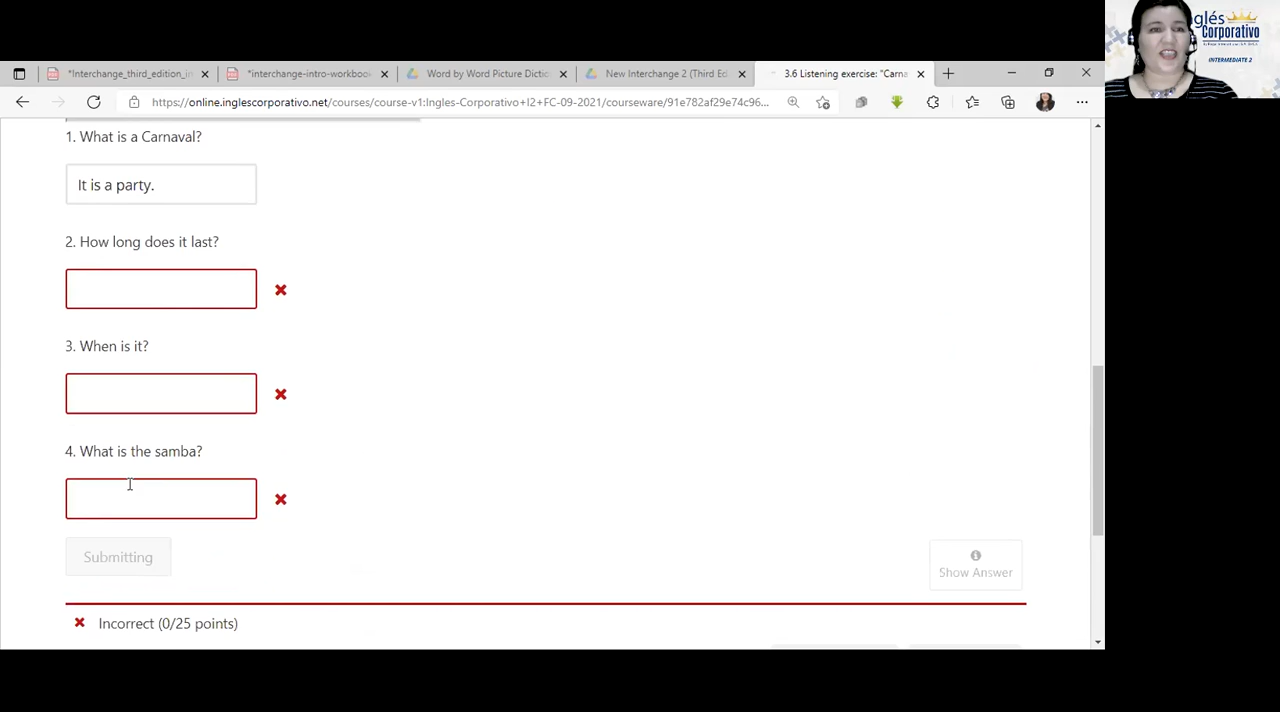 *Interchange_third_edition_in
*interchange-intro-workbook
Word by Word Picture Dictio
New Interchange 2 (Third Ed
3.6 Listening exercise: "Carna
https://online.inglescorporativo.net/courses/course-v1:Ingles-Corporativo+I2+FC-09-2021/courseware/91e782af29e74c96...
nglés
Corporativo
INTERMEDIATE 2
1. What is a Carnaval?
It is a party.
2. How long does it last?
3. When is it?
4. What is the samba?
Submitting
Show Answer
Incorrect (0/25 points)